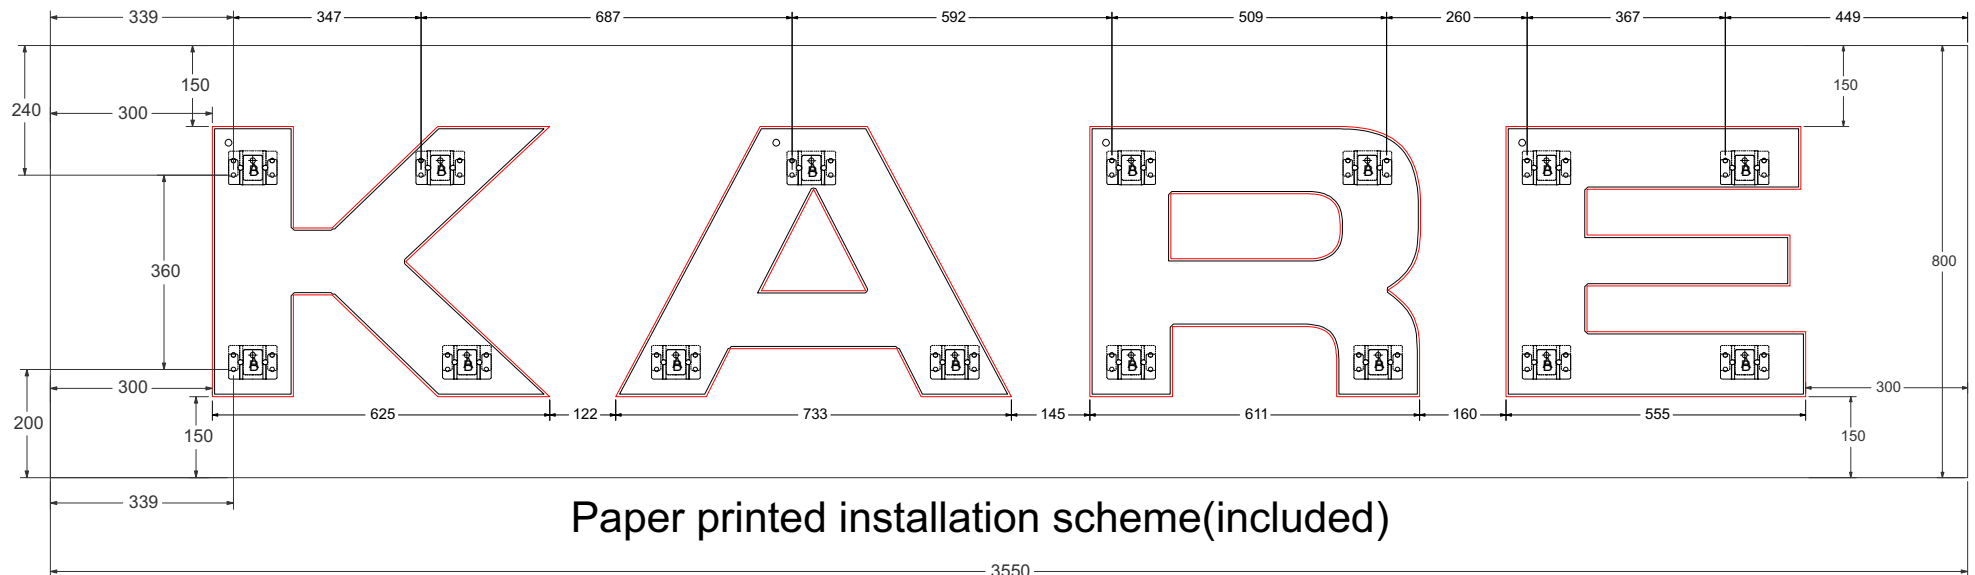 339 347 687 592 509 260 367 449
240 150 150
300
KARE
A A A A A A A
360 800
A A A A A A A A
300 300
625 122 733 145 611 160 555
200 150 150
339
Paper printed installation scheme(included)
3550